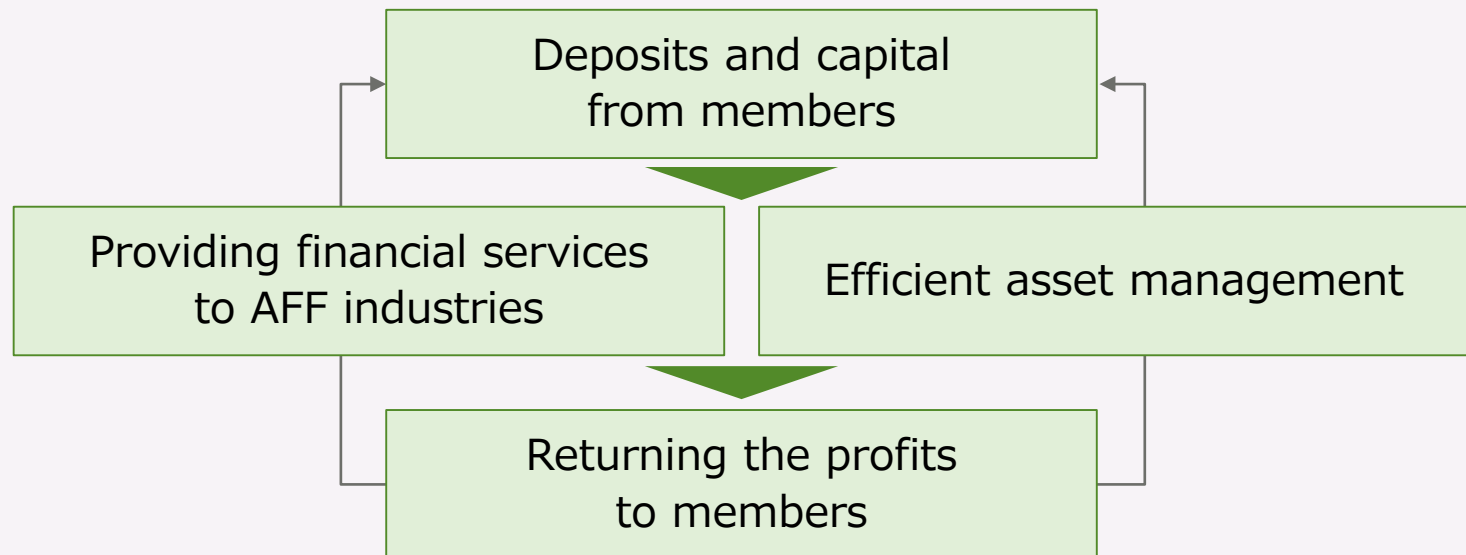 Deposits and capital
from members
Providing financial services
to AFF industries
Efficient asset management
Returning the profits
to members